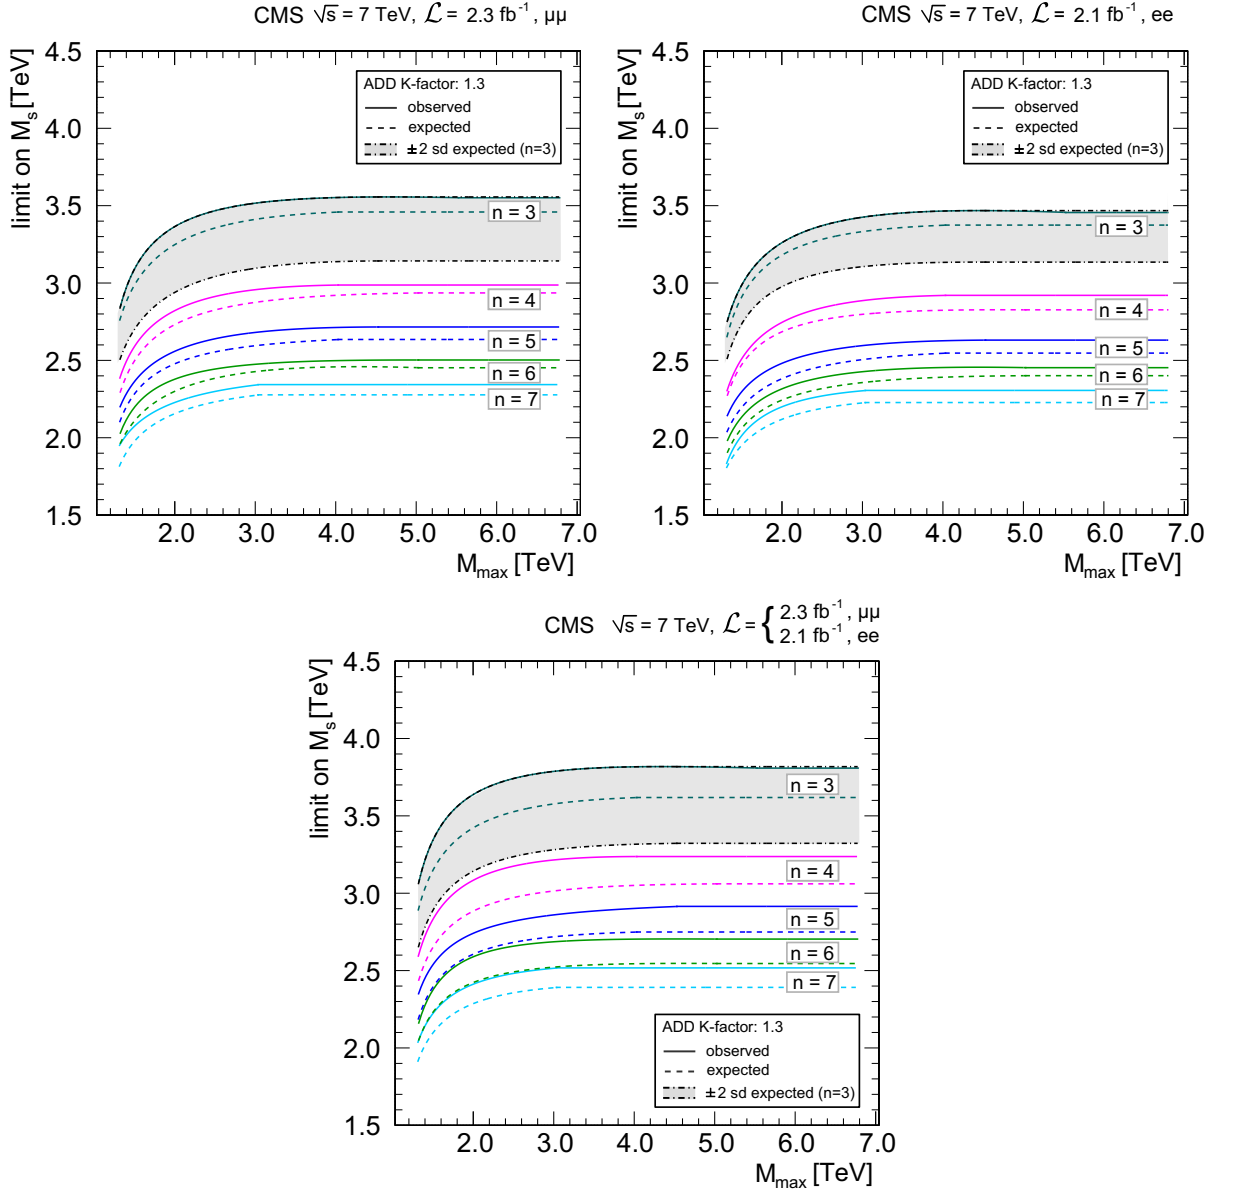 CMS √s = 7 TeV, ℒ = 2.3 fb⁻¹, μμ
limit on Mₛ [TeV]
4.5
4.0
3.5
3.0
2.5
2.0
1.5
ADD K-factor: 1.3
observed
expected
±2 sd expected (n=3)
n = 3
n = 4
n = 5
n = 6
n = 7
2.0 3.0 4.0 5.0 6.0 7.0
Mmax [TeV]
CMS √s = 7 TeV, ℒ = 2.1 fb⁻¹, ee
limit on Mₛ [TeV]
4.5
4.0
3.5
3.0
2.5
2.0
1.5
ADD K-factor: 1.3
observed
expected
±2 sd expected (n=3)
n = 3
n = 4
n = 5
n = 6
n = 7
2.0 3.0 4.0 5.0 6.0 7.0
Mmax [TeV]
CMS √s = 7 TeV, ℒ = { 2.3 fb⁻¹, μμ
2.1 fb⁻¹, ee
limit on Mₛ [TeV]
4.5
4.0
3.5
3.0
2.5
2.0
1.5
n = 3
n = 4
n = 5
n = 6
n = 7
ADD K-factor: 1.3
observed
expected
±2 sd expected (n=3)
2.0 3.0 4.0 5.0 6.0 7.0
Mmax [TeV]